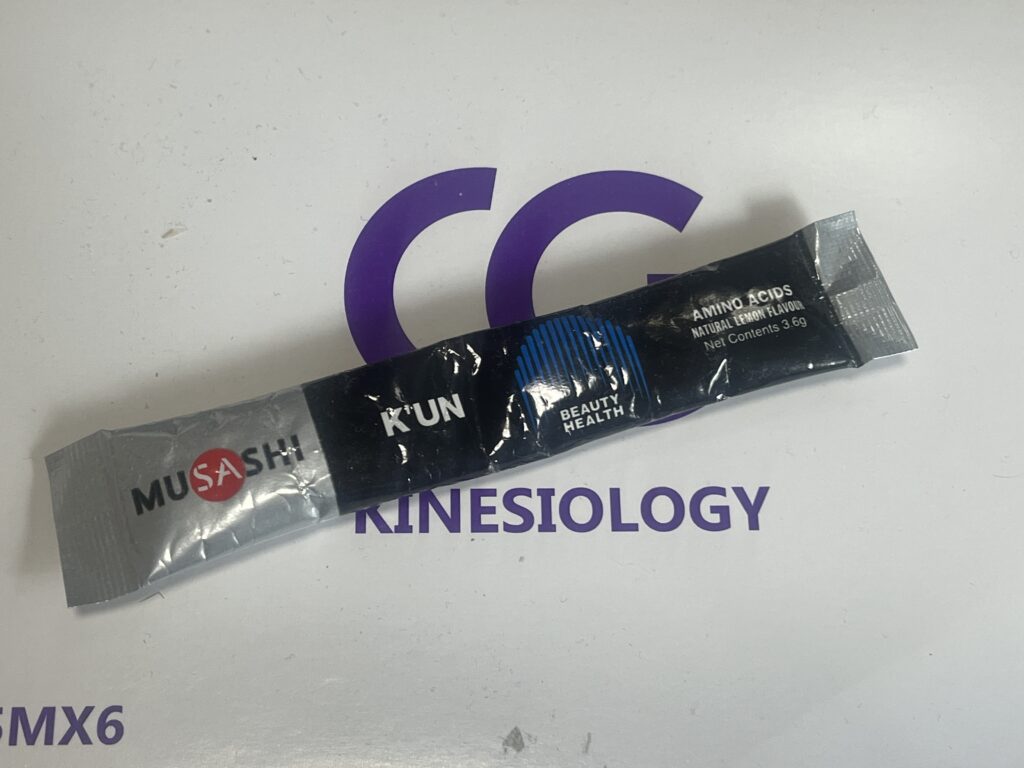 CG
MUSASHI
K'UN
BEAUTY
HEALTH
AMINO ACIDS
NATURAL LEMON FLAVOUR
Net Contents 3.6g
KINESIOLOGY
5MX6